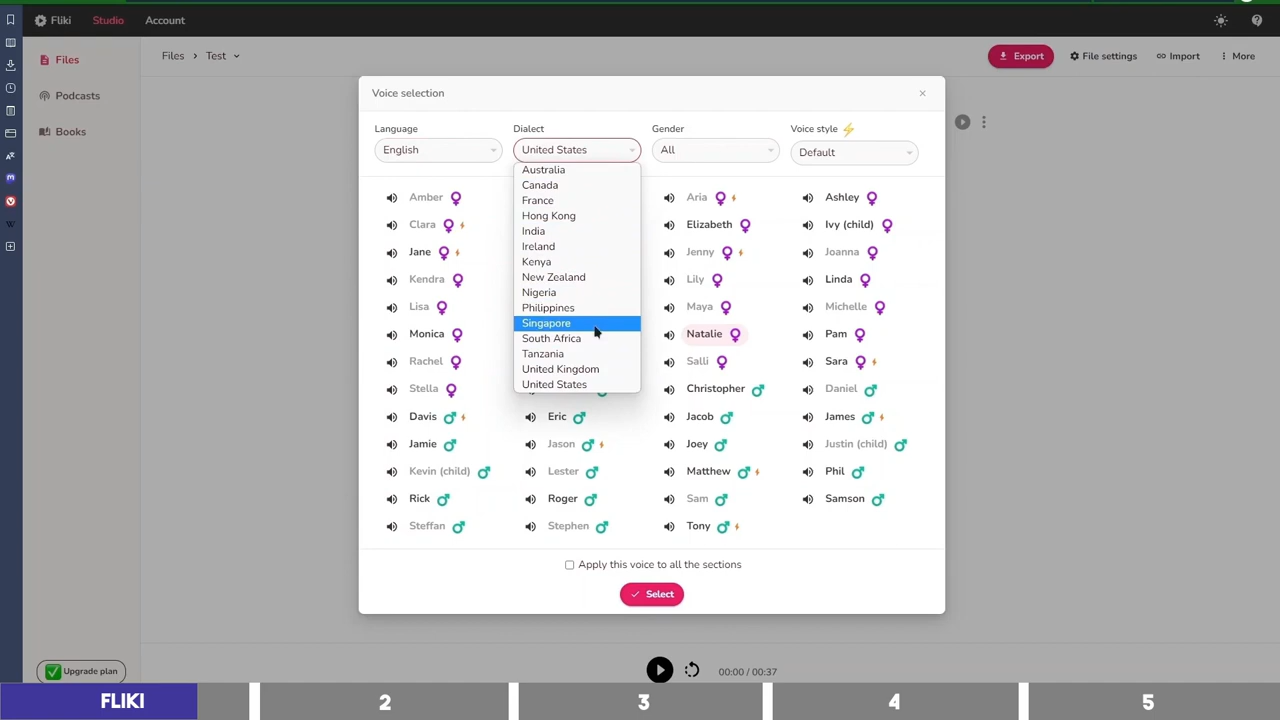 Fliki
Studio
Account
Files
Podcasts
Books
Files › Test
Export
File settings
Import
More
Voice selection
Language
Dialect
Gender
Voice style
English
United States
All
Default
Australia
Canada
France
Hong Kong
India
Ireland
Kenya
New Zealand
Nigeria
Philippines
Singapore
South Africa
Tanzania
United Kingdom
United States
Amber
Aria
Ashley
Clara
Elizabeth
Ivy (child)
Jane
Jenny
Joanna
Kendra
Lily
Linda
Lisa
Maya
Michelle
Monica
Natalie
Pam
Rachel
Salli
Sara
Stella
Christopher
Daniel
Davis
Eric
Jacob
James
Jamie
Jason
Joey
Justin (child)
Kevin (child)
Lester
Matthew
Phil
Rick
Roger
Sam
Samson
Steffan
Stephen
Tony
Apply this voice to all the sections
Select
Upgrade plan
00:00 / 00:37
FLIKI
2
3
4
5